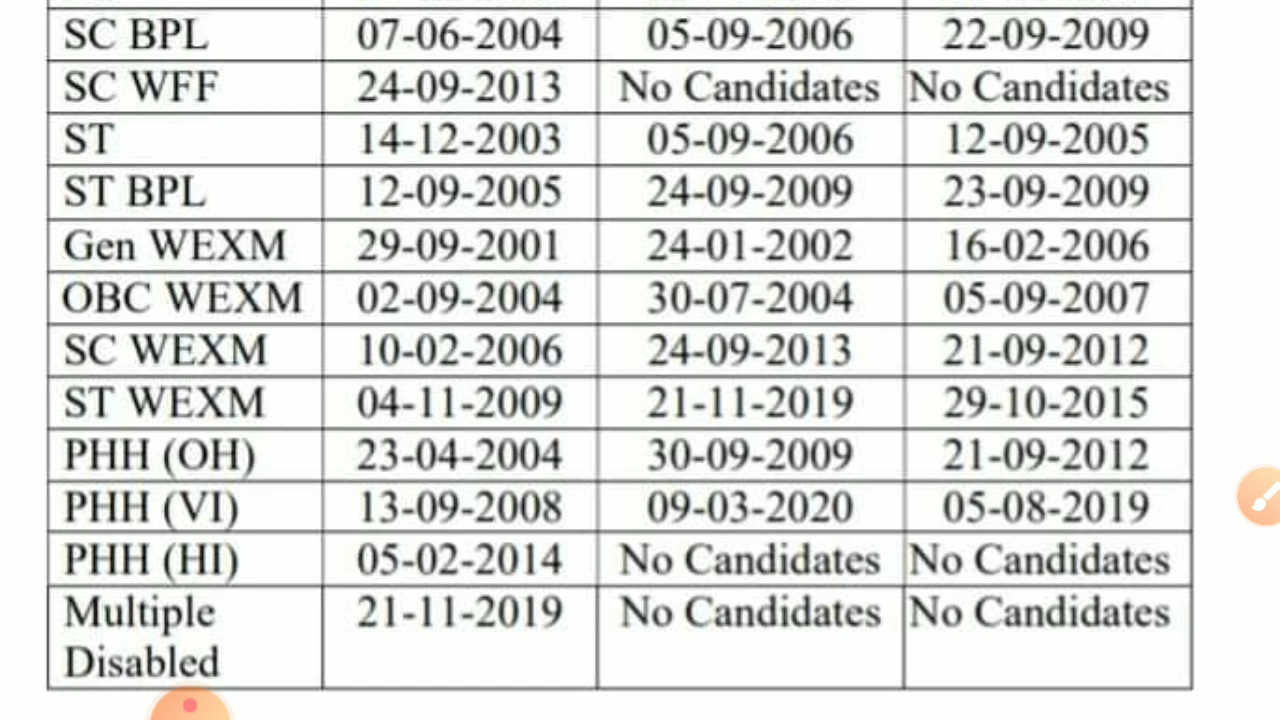 SC BPL 07-06-2004 05-09-2006 22-09-2009
SC WFF 24-09-2013 No Candidates No Candidates
ST 14-12-2003 05-09-2006 12-09-2005
ST BPL 12-09-2005 24-09-2009 23-09-2009
Gen WEXM 29-09-2001 24-01-2002 16-02-2006
OBC WEXM 02-09-2004 30-07-2004 05-09-2007
SC WEXM 10-02-2006 24-09-2013 21-09-2012
ST WEXM 04-11-2009 21-11-2019 29-10-2015
PHH (OH) 23-04-2004 30-09-2009 21-09-2012
PHH (VI) 13-09-2008 09-03-2020 05-08-2019
PHH (HI) 05-02-2014 No Candidates No Candidates
Multiple 21-11-2019 No Candidates No Candidates
Disabled